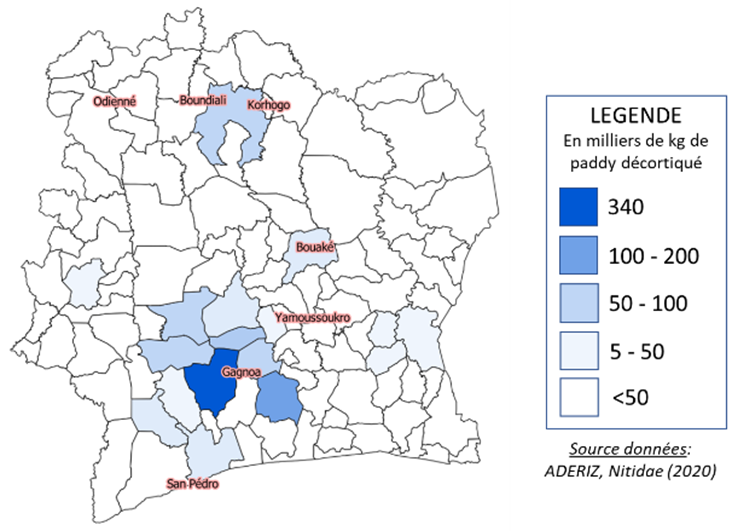 Odienné
Boundiali
Korhogo
Bouaké
Yamoussoukro
Gagnoa
San Pédro
LEGENDE
En milliers de kg de
paddy décortiqué
340
100 - 200
50 - 100
5 - 50
<50
Source données:
ADERIZ, Nitidae (2020)